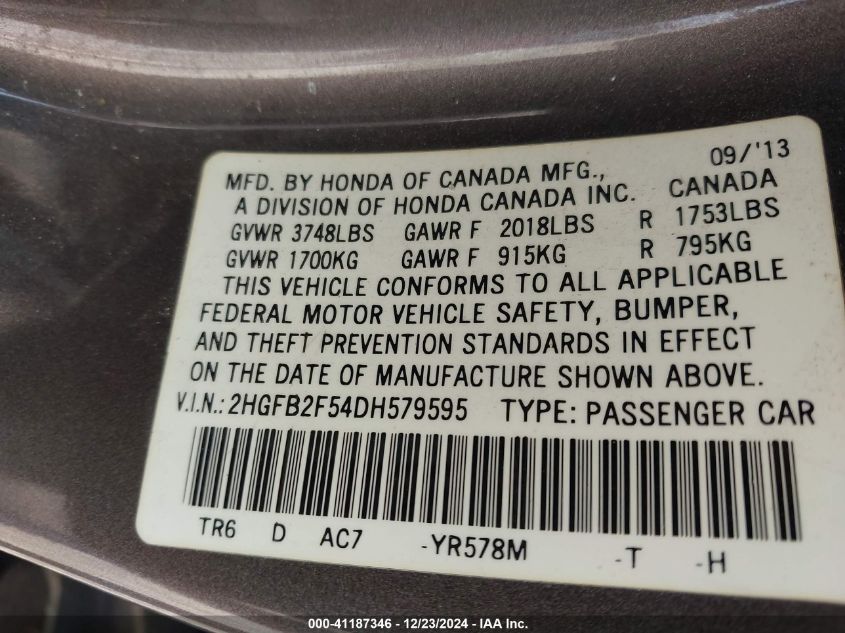 09/'13
MFD. BY HONDA OF CANADA MFG.,
A DIVISION OF HONDA CANADA INC. CANADA
GVWR 3748LBS GAWR F 2018LBS R 1753LBS
GVWR 1700KG GAWR F 915KG R 795KG
THIS VEHICLE CONFORMS TO ALL APPLICABLE
FEDERAL MOTOR VEHICLE SAFETY, BUMPER,
AND THEFT PREVENTION STANDARDS IN EFFECT
ON THE DATE OF MANUFACTURE SHOWN ABOVE.
V.I.N.: 2HGFB2F54DH579595 TYPE: PASSENGER CAR
TR6 D AC7 -YR578M -T -H
000-41187346 - 12/23/2024 - IAA Inc.